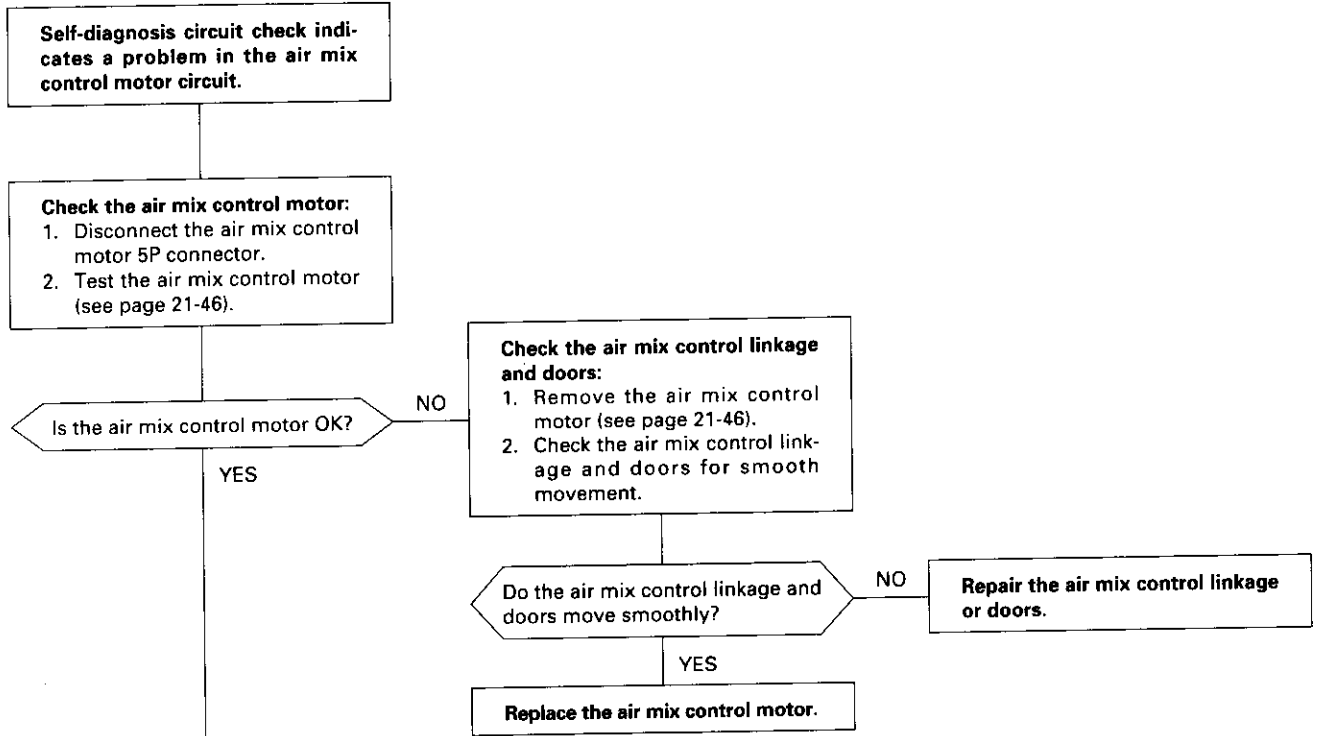 Self-diagnosis circuit check indi-
cates a problem in the air mix
control motor circuit.
Check the air mix control motor:
1. Disconnect the air mix control
motor 5P connector.
2. Test the air mix control motor
(see page 21-46).
Is the air mix control motor OK?
NO
YES
Check the air mix control linkage
and doors:
1. Remove the air mix control
motor (see page 21-46).
2. Check the air mix control link-
age and doors for smooth
movement.
Do the air mix control linkage and
doors move smoothly?
NO
Repair the air mix control linkage
or doors.
YES
Replace the air mix control motor.